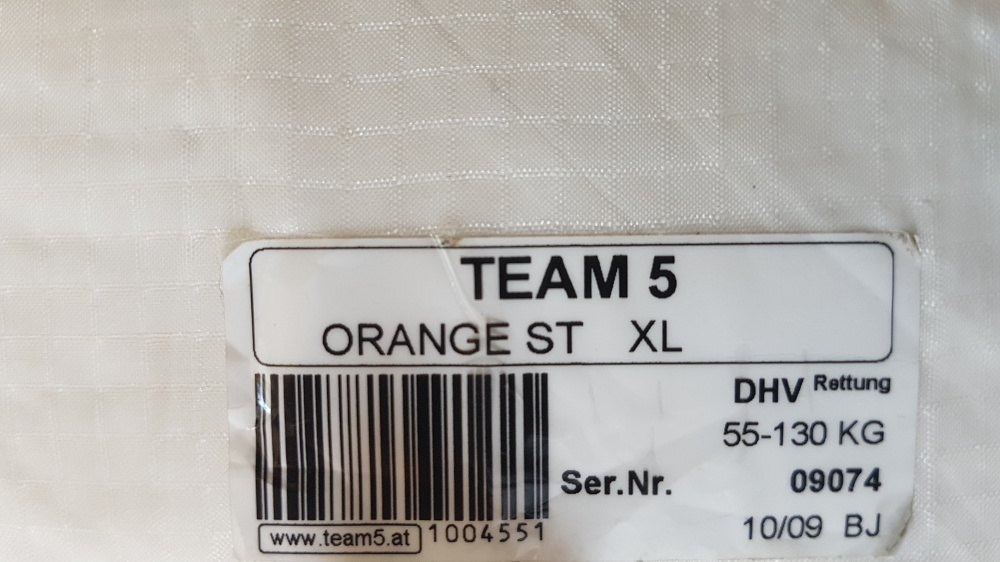 TEAM 5
ORANGE ST XL
DHV Rettung
55-130 KG
Ser.Nr. 09074
www.team5.at 1004551
10/09 BJ